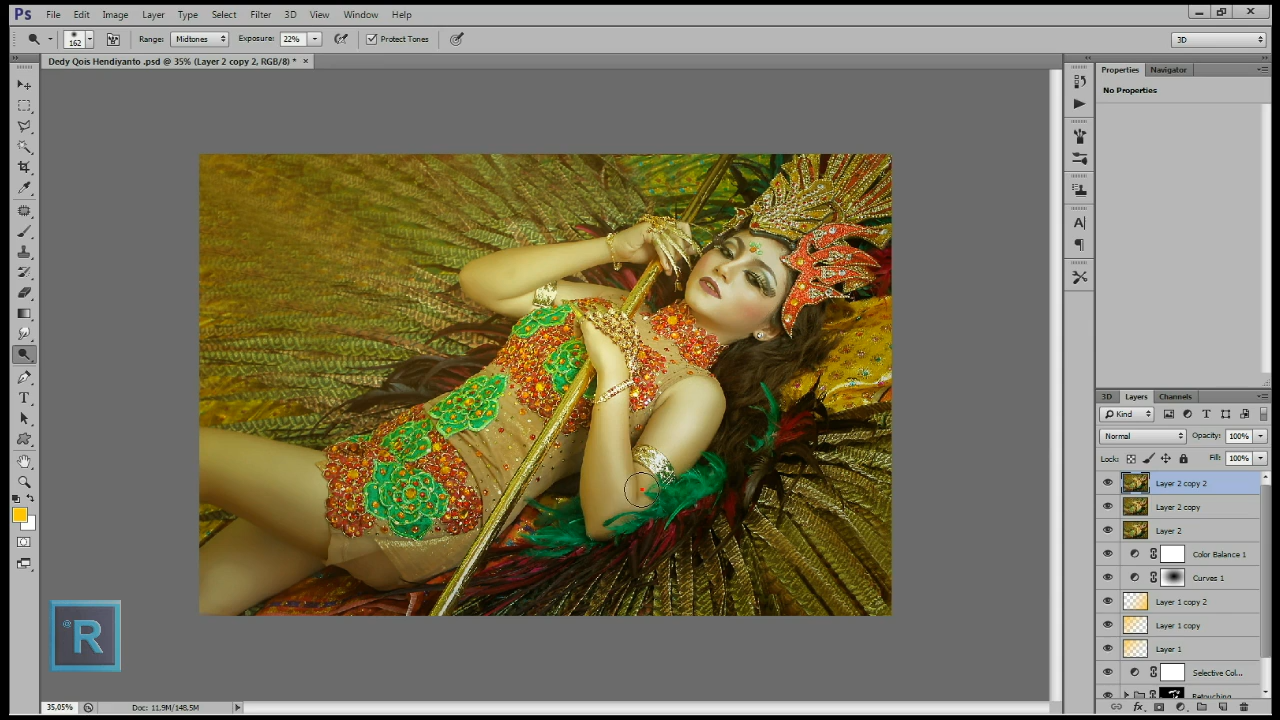 Ps File Edit Image Layer Type Select Filter 3D View Window Help
162 Range: Midtones Exposure: 22% Protect Tones 3D
Dedy Qois Hendiyanto .psd @ 35% (Layer 2 copy 2, RGB/8) * ×
Properties Navigator
No Properties
3D Layers Channels
Kind
Normal Opacity: 100%
Lock: Fill: 100%
Layer 2 copy 2
Layer 2 copy
Layer 2
Color Balance 1
Curves 1
Layer 1 copy 2
Layer 1 copy
Layer 1
Selective Col...
Retouching
®R
35.05% Doc: 11.9M/148.5M